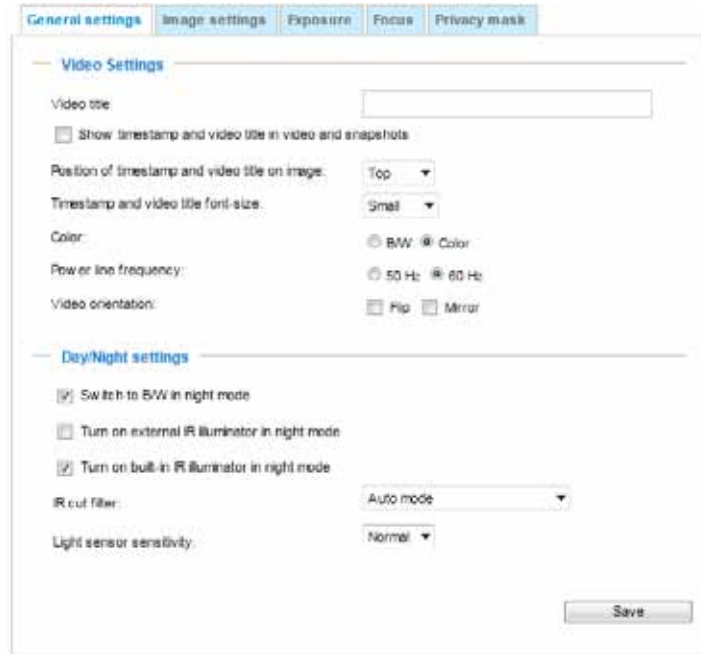 General settings Image settings Exposure Focus Privacy mask
Video Settings
Video title
Show timestamp and video title in video and snapshots
Position of timestamp and video title on image: Top
Timestamp and video title font-size: Small
Color: B/W Color
Power line frequency: 50 Hz 60 Hz
Video orientation: Flip Mirror
Day/Night settings
Switch to B/W in night mode
Turn on external IR illuminator in night mode
Turn on built-in IR illuminator in night mode
IR cut filter: Auto mode
Light sensor sensitivity: Normal
Save